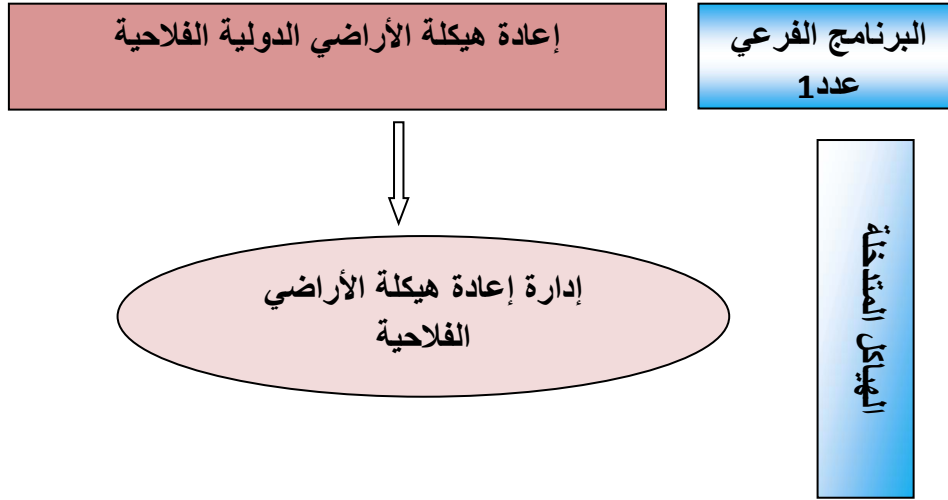 البرنامج الفرعي
عدد1
إعادة هيكلة الأراضي الدولية الفلاحية
الهياكل المتدخلة
إدارة إعادة هيكلة الأراضي
الفلاحية